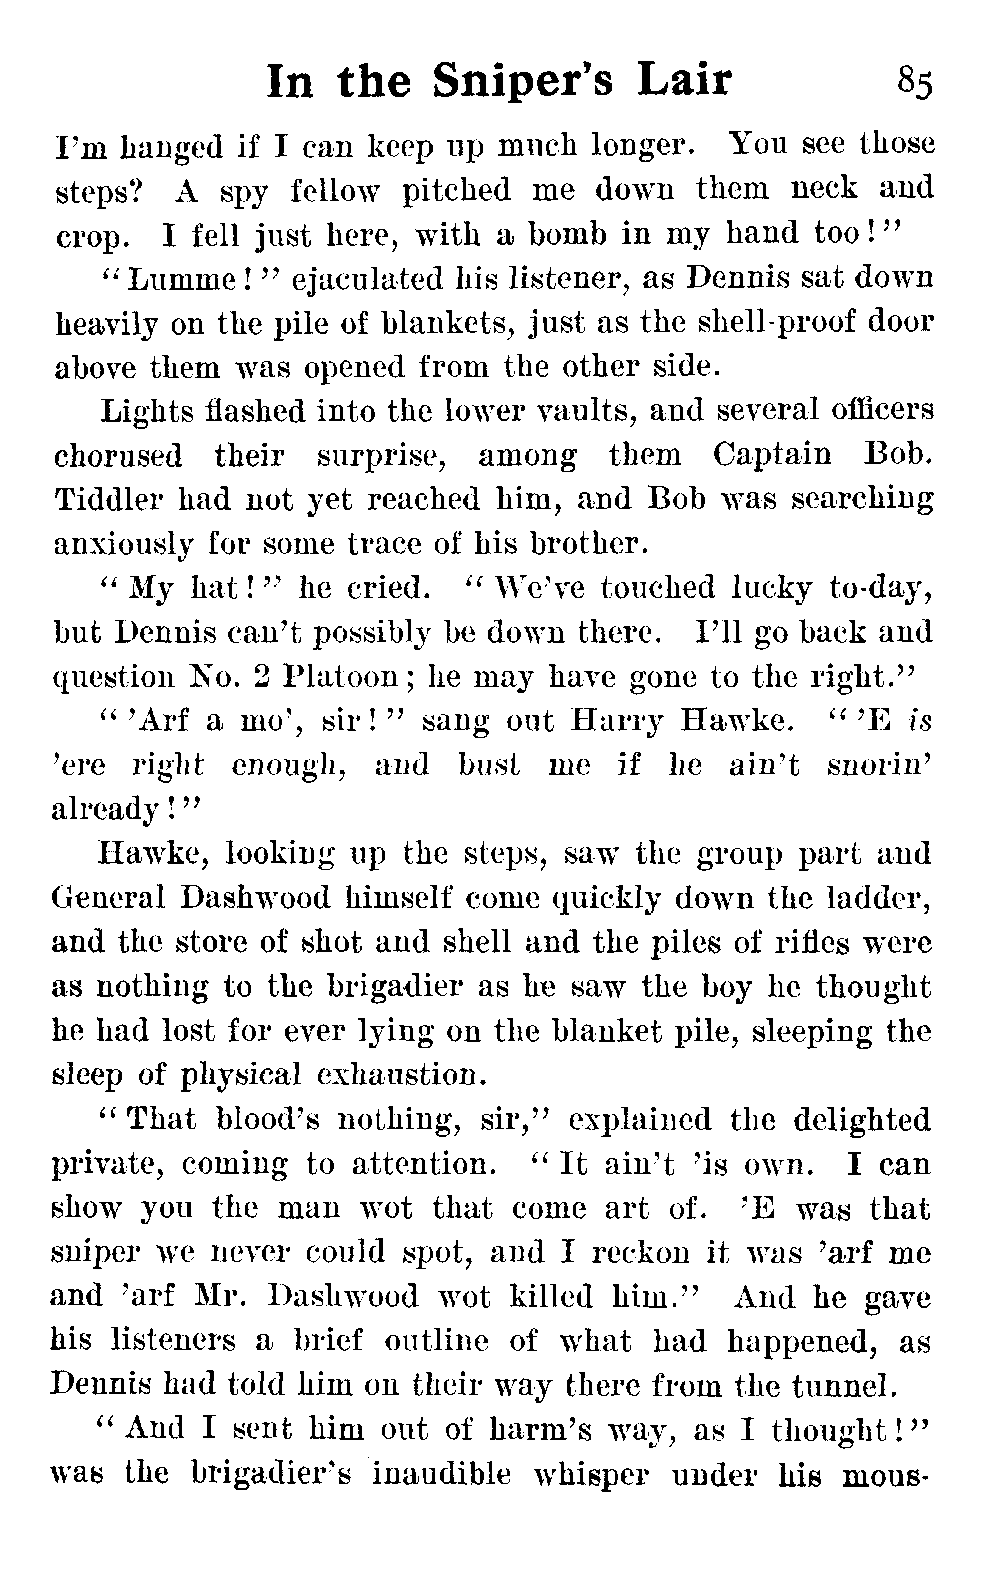 In the Sniper's Lair 85
I'm hanged if I can keep up much longer. You see those
steps? A spy fellow pitched me down them neck and
crop. I fell just here, with a bomb in my hand too!"
"Lumme!" ejaculated his listener, as Dennis sat down
heavily on the pile of blankets, just as the shell-proof door
above them was opened from the other side.
Lights flashed into the lower vaults, and several officers
chorused their surprise, among them Captain Bob.
Tiddler had not yet reached him, and Bob was searching
anxiously for some trace of his brother.
"My hat!" he cried. "We've touched lucky to-day,
but Dennis can't possibly be down there. I'll go back and
question No. 2 Platoon; he may have gone to the right."
"'Arf a mo', sir!" sang out Harry Hawke. "'E is
'ere right enough, and bust me if he ain't snorin'
already!"
Hawke, looking up the steps, saw the group part and
General Dashwood himself come quickly down the ladder,
and the store of shot and shell and the piles of rifles were
as nothing to the brigadier as he saw the boy he thought
he had lost for ever lying on the blanket pile, sleeping the
sleep of physical exhaustion.
"That blood's nothing, sir," explained the delighted
private, coming to attention. "It ain't 'is own. I can
show you the man wot that come art of. 'E was that
sniper we never could spot, and I reckon it was 'arf me
and 'arf Mr. Dashwood wot killed him." And he gave
his listeners a brief outline of what had happened, as
Dennis had told him on their way there from the tunnel.
"And I sent him out of harm's way, as I thought!"
was the brigadier's inaudible whisper under his mous-